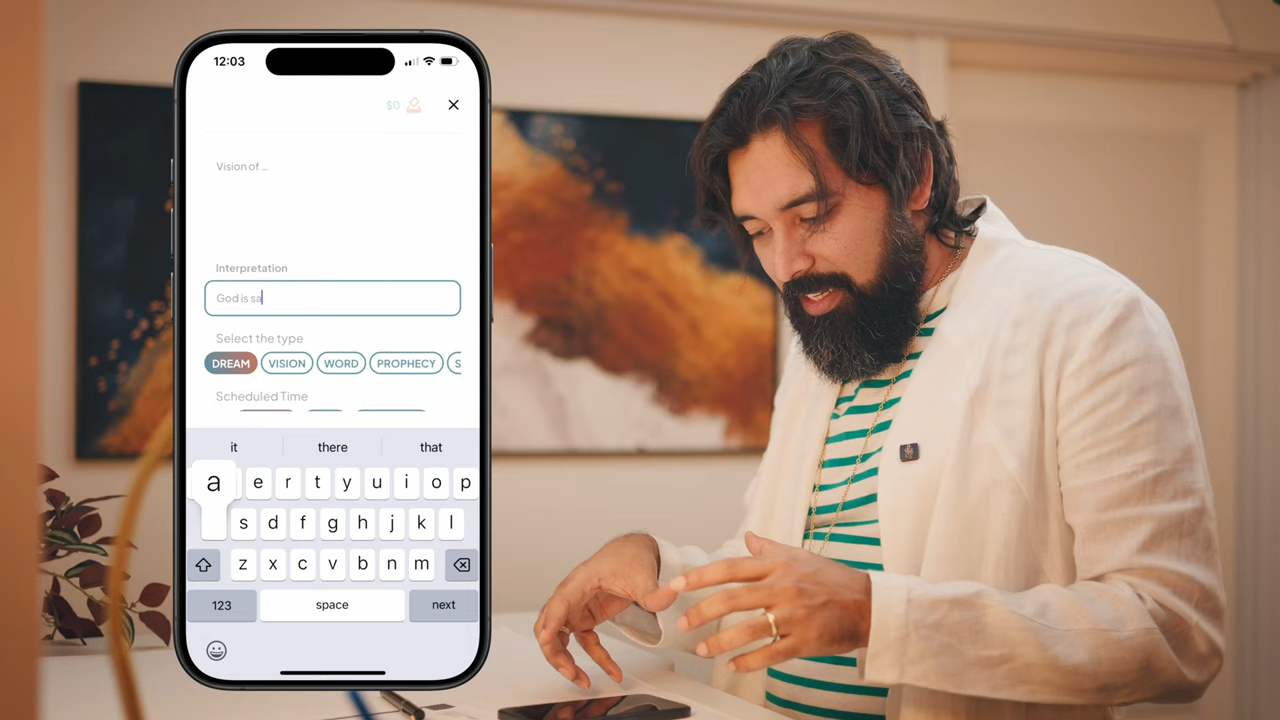 12:03
$0
Vision of ...
Interpretation
God is sa
Select the type
DREAM VISION WORD PROPHECY S
Scheduled Time
it there that
a e r t y u i o p
s d f g h j k l
z x c v b n m
123 space next